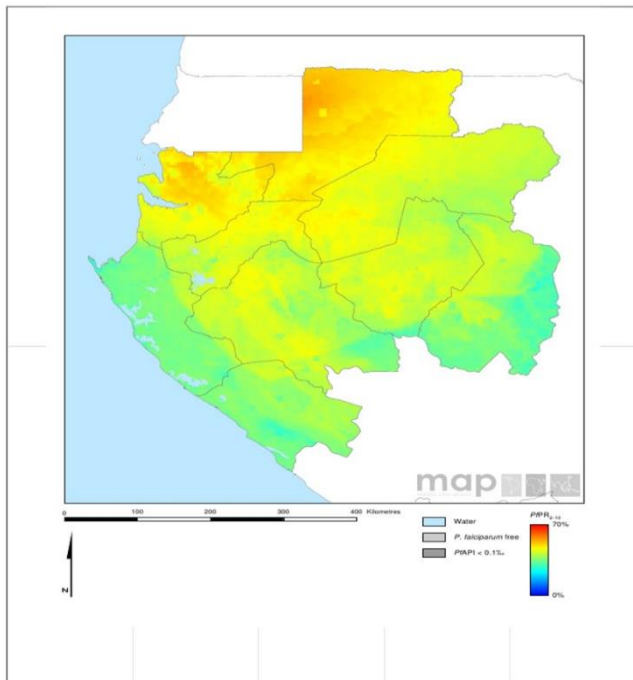 map
0 100 200 300 400 Kilometres
Water
P. falciparum free
PfAPI < 0.1‰
PfPR2-10
70%
0%
N